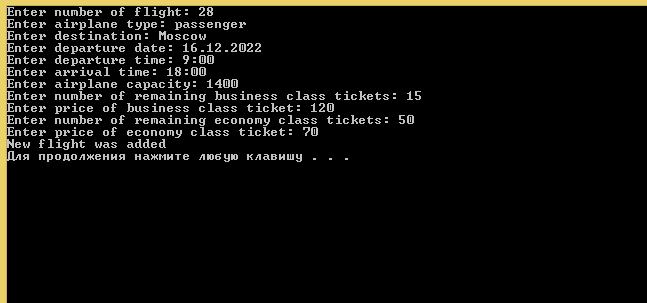 Enter number of flight: 28
Enter airplane type: passenger
Enter destination: Moscow
Enter departure date: 16.12.2022
Enter departure time: 9:00
Enter arrival time: 18:00
Enter airplane capacity: 1400
Enter number of remaining business class tickets: 15
Enter price of business class ticket: 120
Enter number of remaining economy class tickets: 50
Enter price of economy class ticket: 70
New flight was added
Для продолжения нажмите любую клавишу . . .